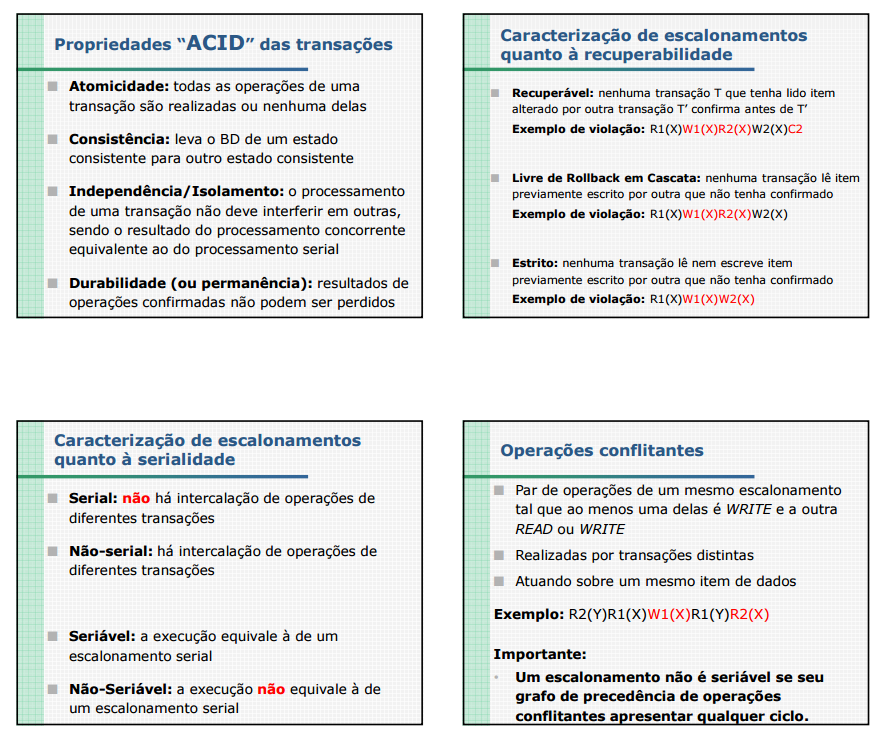 Propriedades “ACID” das transações
Atomicidade: todas as operações de uma
transação são realizadas ou nenhuma delas
Consistência: leva o BD de um estado
consistente para outro estado consistente
Independência/Isolamento: o processamento
de uma transação não deve interferir em outras,
sendo o resultado do processamento concorrente
equivalente ao do processamento serial
Durabilidade (ou permanência): resultados de
operações confirmadas não podem ser perdidos
Caracterização de escalonamentos
quanto à recuperabilidade
Recuperável: nenhuma transação T que tenha lido item
alterado por outra transação T’ confirma antes de T’
Exemplo de violação: R1(X)W1(X)R2(X)W2(X)C2
Livre de Rollback em Cascata: nenhuma transação lê item
previamente escrito por outra que não tenha confirmado
Exemplo de violação: R1(X)W1(X)R2(X)W2(X)
Estrito: nenhuma transação lê nem escreve item
previamente escrito por outra que não tenha confirmado
Exemplo de violação: R1(X)W1(X)W2(X)
Caracterização de escalonamentos
quanto à serialidade
Serial: não há intercalação de operações de
diferentes transações
Não-serial: há intercalação de operações de
diferentes transações
Seriável: a execução equivale à de um
escalonamento serial
Não-Seriável: a execução não equivale à de
um escalonamento serial
Operações conflitantes
Par de operações de um mesmo escalonamento
tal que ao menos uma delas é WRITE e a outra
READ ou WRITE
Realizadas por transações distintas
Atuando sobre um mesmo item de dados
Exemplo: R2(Y)R1(X)W1(X)R1(Y)R2(X)
Importante:
Um escalonamento não é seriável se seu
grafo de precedência de operações
conflitantes apresentar qualquer ciclo.